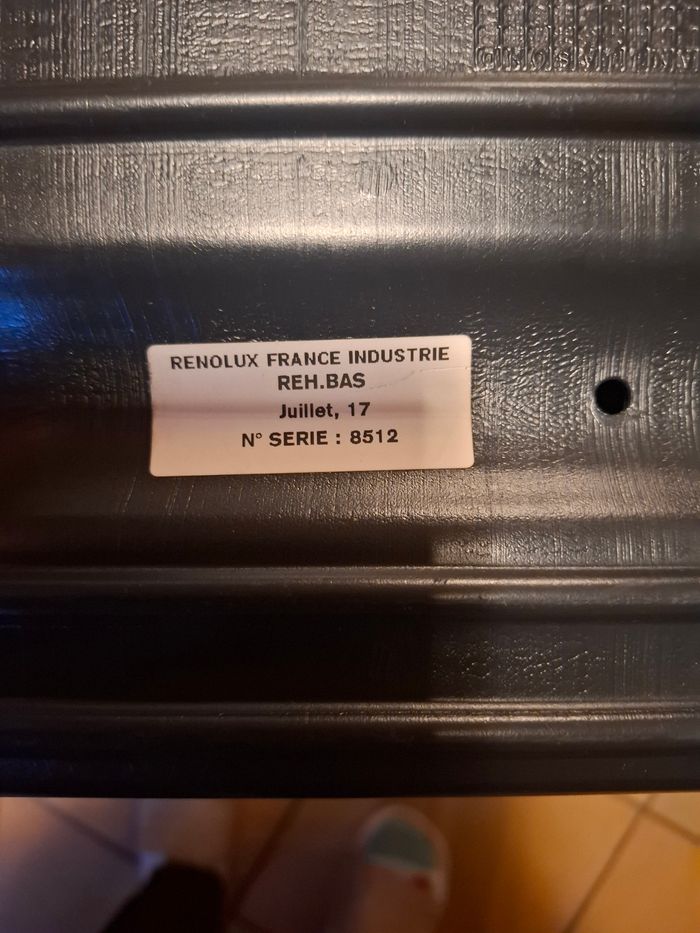 RENOLUX FRANCE INDUSTRIE
REH.BAS
Juillet, 17
N° SERIE : 8512